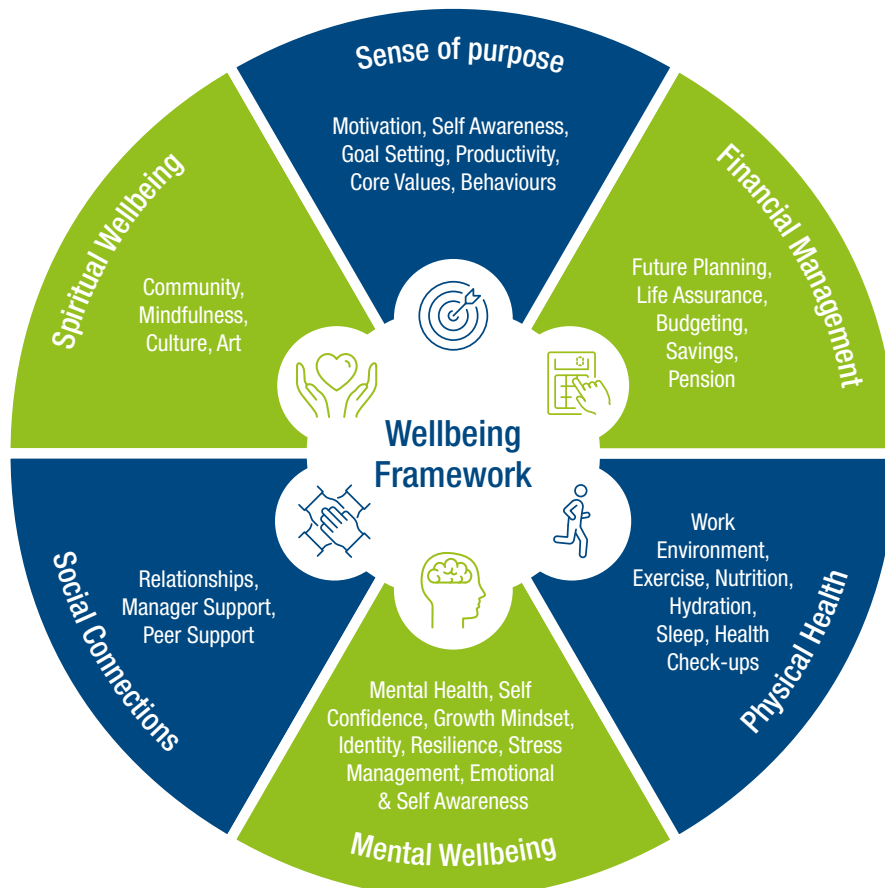 Sense of purpose
Motivation, Self Awareness,
Goal Setting, Productivity,
Core Values, Behaviours
Financial Management
Future Planning,
Life Assurance,
Budgeting,
Savings,
Pension
Physical Health
Work
Environment,
Exercise, Nutrition,
Hydration,
Sleep, Health
Check-ups
Mental Health, Self
Confidence, Growth Mindset,
Identity, Resilience, Stress
Management, Emotional
& Self Awareness
Mental Wellbeing
Social Connections
Relationships,
Manager Support,
Peer Support
Spiritual Wellbeing
Community,
Mindfulness,
Culture, Art
Wellbeing
Framework
0